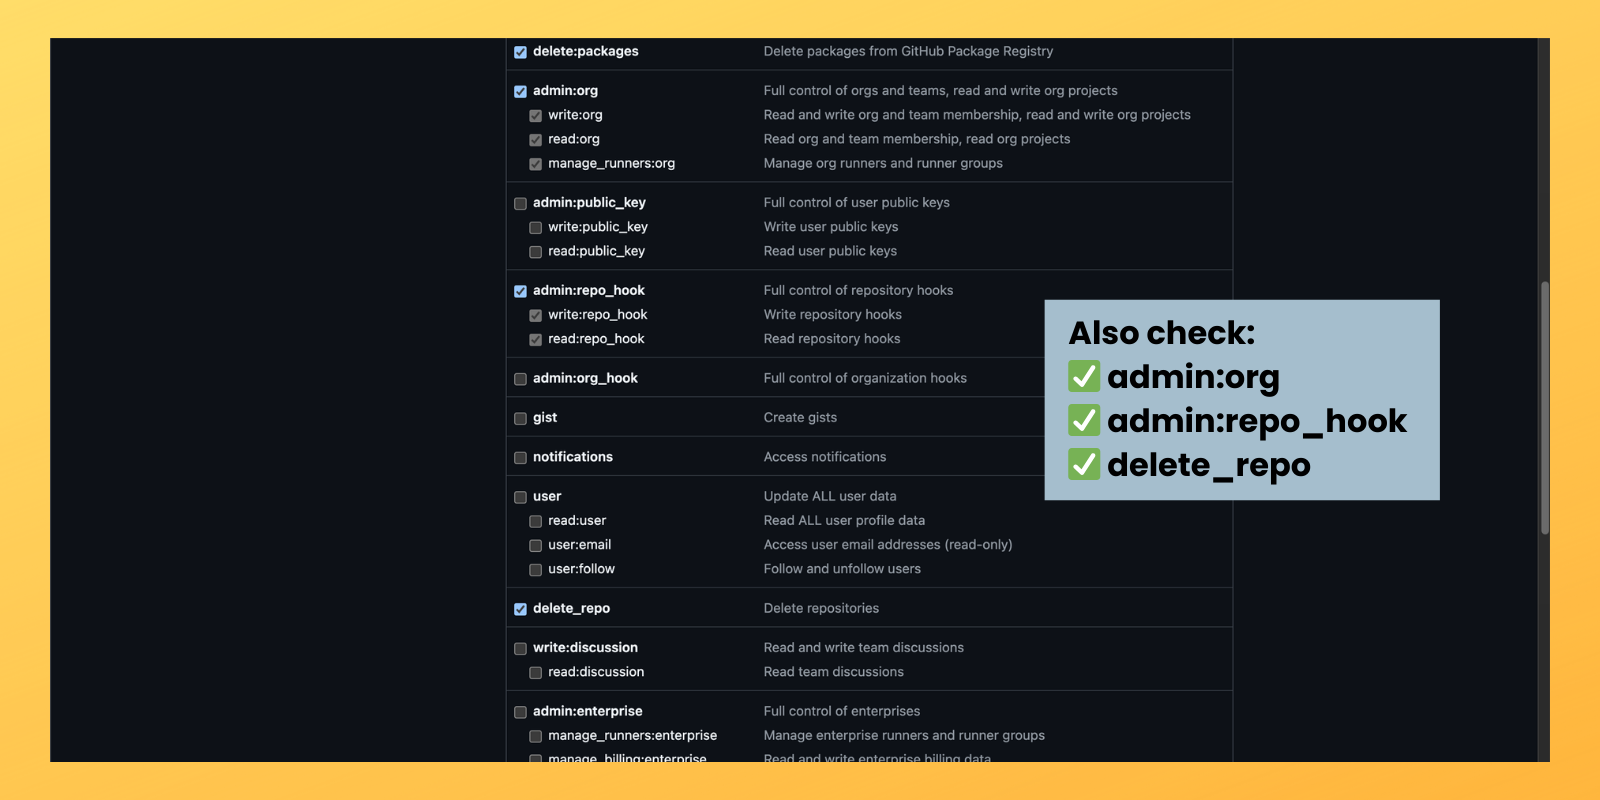 delete:packages Delete packages from GitHub Package Registry
admin:org Full control of orgs and teams, read and write org projects
write:org Read and write org and team membership, read and write org projects
read:org Read org and team membership, read org projects
manage_runners:org Manage org runners and runner groups
admin:public_key Full control of user public keys
write:public_key Write user public keys
read:public_key Read user public keys
admin:repo_hook Full control of repository hooks
write:repo_hook Write repository hooks
read:repo_hook Read repository hooks
admin:org_hook Full control of organization hooks
gist Create gists
notifications Access notifications
user Update ALL user data
read:user Read ALL user profile data
user:email Access user email addresses (read-only)
user:follow Follow and unfollow users
delete_repo Delete repositories
write:discussion Read and write team discussions
read:discussion Read team discussions
admin:enterprise Full control of enterprises
manage_runners:enterprise Manage enterprise runners and runner groups
manage_billing:enterprise Read and write enterprise billing data
Also check:
✅ admin:org
✅ admin:repo_hook
✅ delete_repo